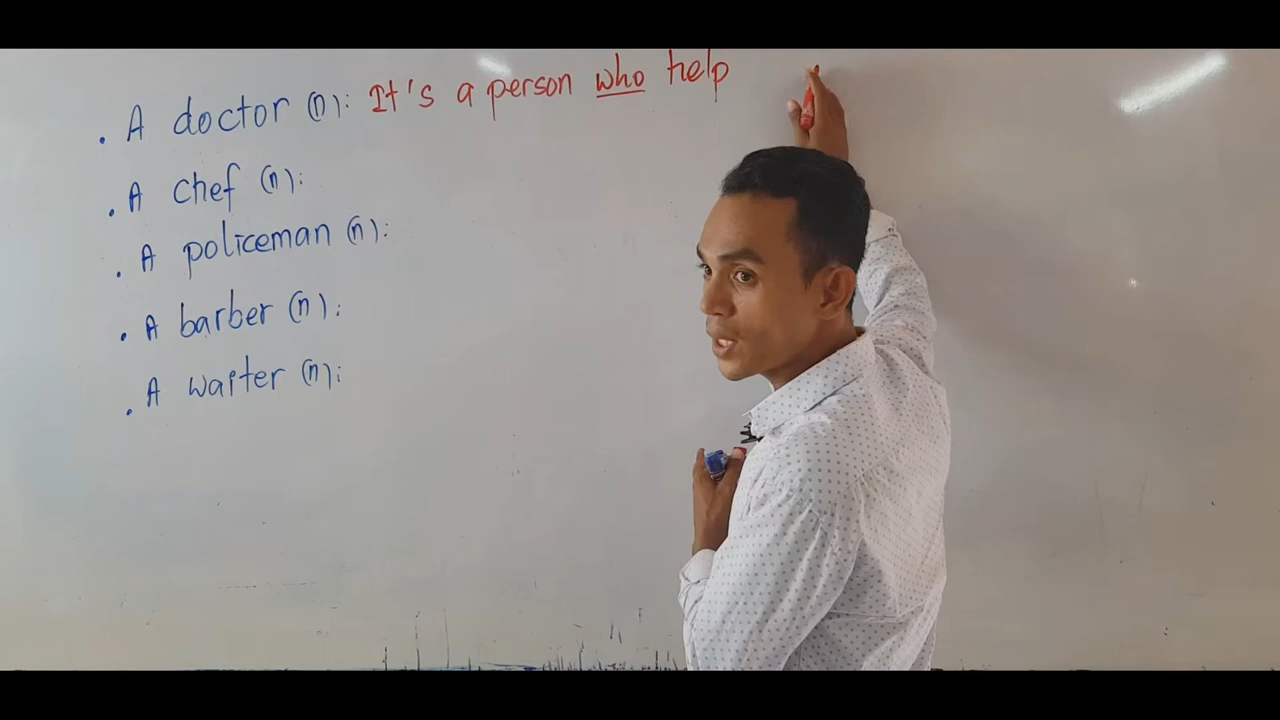 . A doctor (n): It's a person who help
. A chef (n):
. A policeman (n):
. A barber (n):
. A waiter (n):